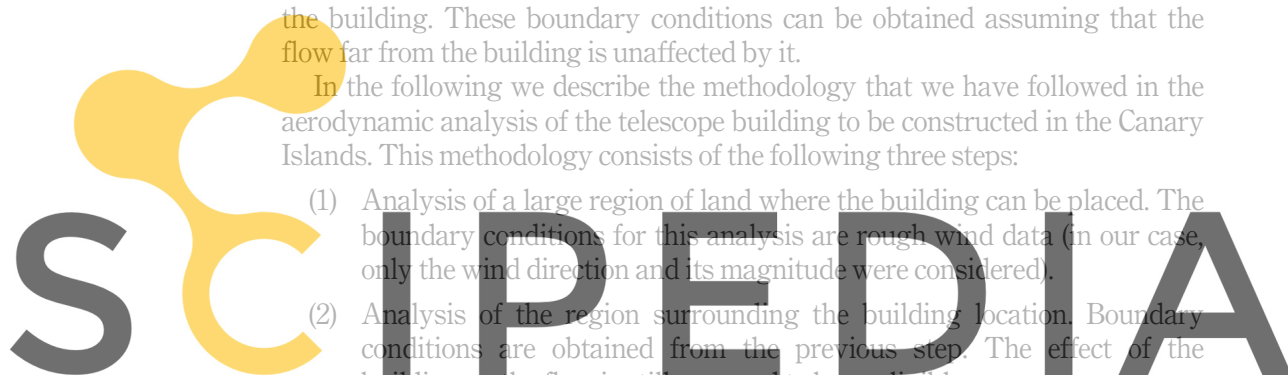 the building. These boundary conditions can be obtained assuming that the
flow far from the building is unaffected by it.
In the following we describe the methodology that we have followed in the
aerodynamic analysis of the telescope building to be constructed in the Canary
Islands. This methodology consists of the following three steps:
(1) Analysis of a large region of land where the building can be placed. The
boundary conditions for this analysis are rough wind data (in our case,
only the wind direction and its magnitude were considered).
SCIPEDIA
(2) Analysis of the region surrounding the building location. Boundary
conditions are obtained from the previous step. The effect of the